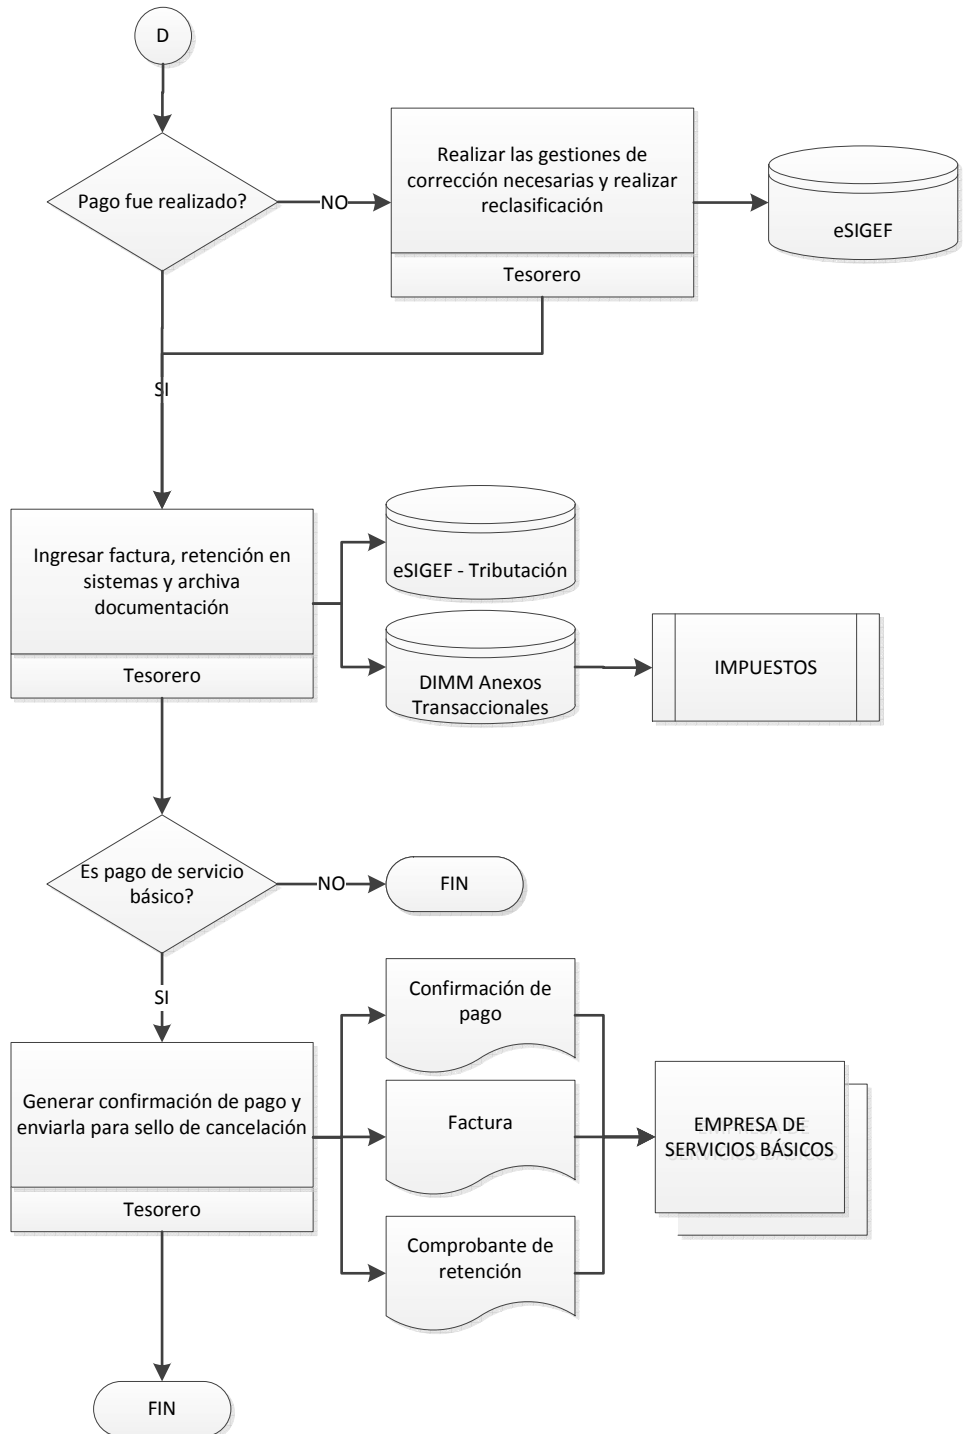 D
Pago fue realizado?
NO
Realizar las gestiones de
corrección necesarias y realizar
reclasificación
Tesorero
eSIGEF
SI
Ingresar factura, retención en
sistemas y archiva
documentación
Tesorero
eSIGEF - Tributación
DIMM Anexos
Transaccionales
IMPUESTOS
Es pago de servicio
básico?
NO
FIN
SI
Generar confirmación de pago y
enviarla para sello de cancelación
Tesorero
Confirmación de
pago
Factura
Comprobante de
retención
EMPRESA DE
SERVICIOS BÁSICOS
FIN